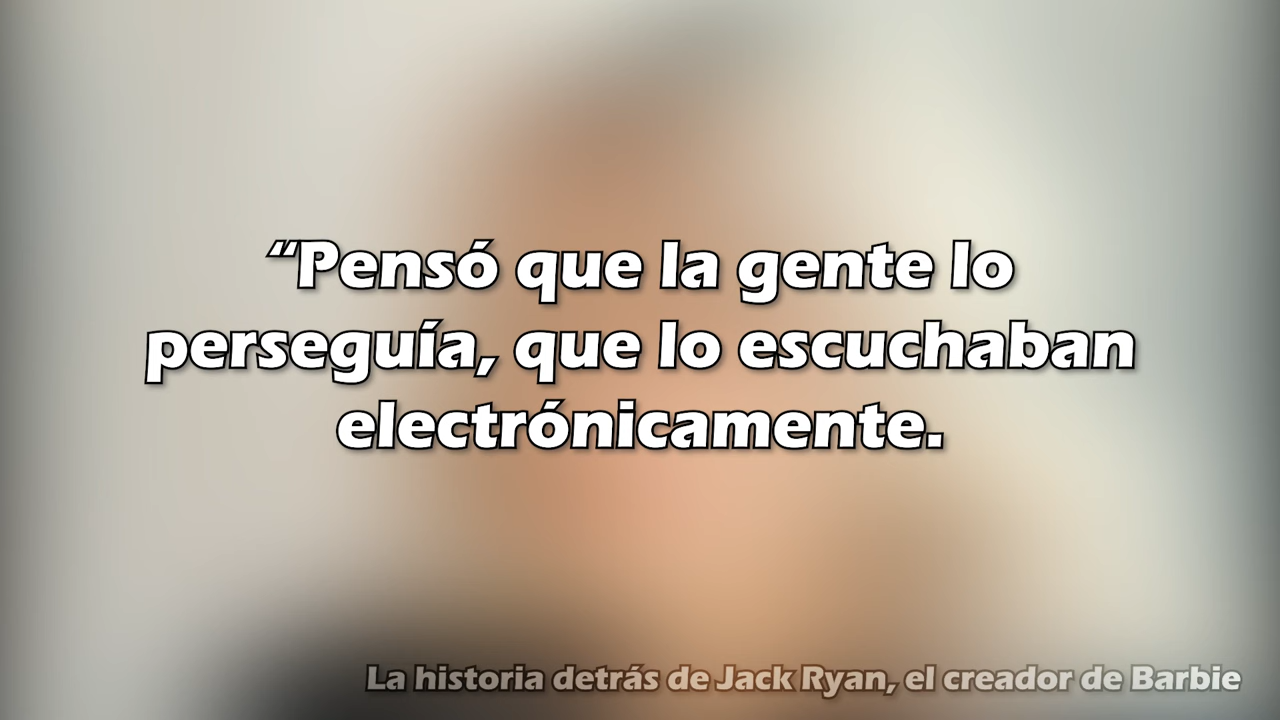 “Pensó que la gente lo
perseguía, que lo escuchaban
electrónicamente.
La historia detrás de Jack Ryan, el creador de Barbie